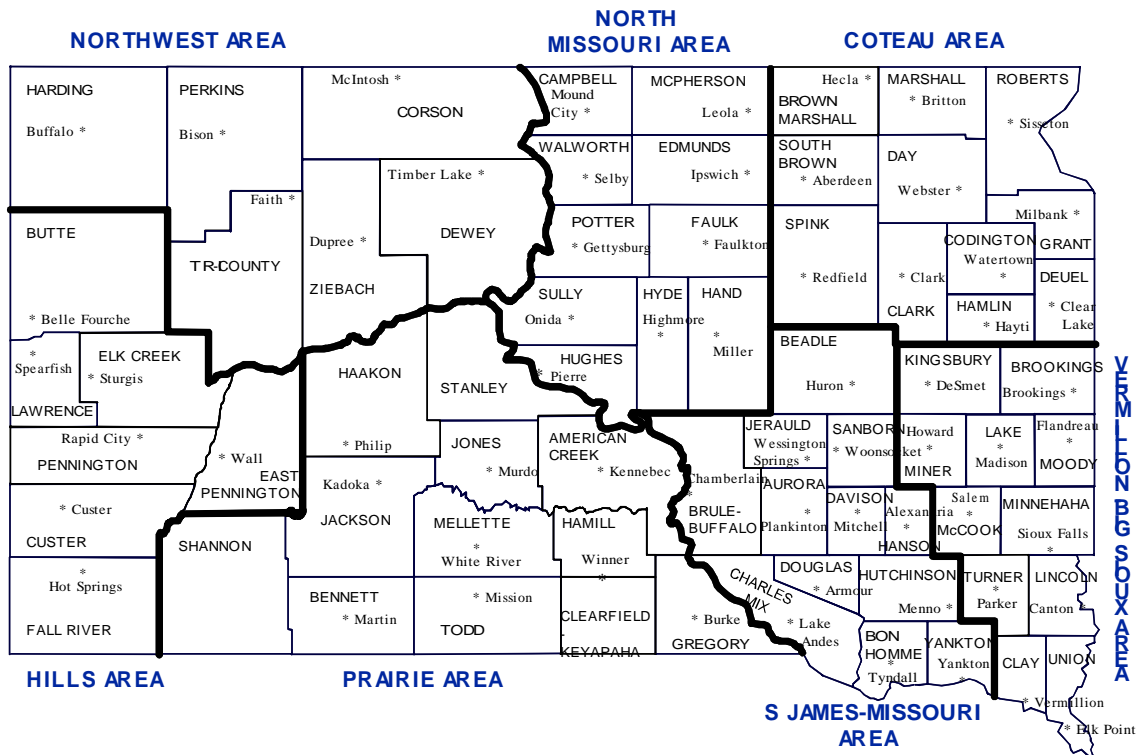 NORTH
MISSOURI AREA
NORTHWEST AREA
COTEAU AREA
HARDING
Buffalo *
PERKINS
Bison *
McIntosh *
CORSON
CAMPBELL
Mound
City *
MCPHERSON
Leola *
Hecla *
BROWN
MARSHALL
MARSHALL
* Britton
ROBERTS
* Sisseton
Timber Lake *
DEWEY
WALWORTH
* Selby
EDMUNDS
Ipswich *
SOUTH
BROWN
* Aberdeen
DAY
Webster *
Faith *
Dupree *
ZIEBACH
POTTER
* Gettysburg
FAULK
* Faulkton
SPINK
* Redfield
Milbank *
GRANT
CODINGTON
Watertown
*
BUTTE
* Belle Fourche
TRI-COUNTY
SULLY
Onida *
HYDE
Highmore
*
HAND
*
Miller
* Clark
CLARK
HAMLIN
* Hayti
DEUEL
* Clear
Lake
*
Spearfish
LAWRENCE
ELK CREEK
* Sturgis
HAAKON
* Philip
STANLEY
HUGHES
* Pierre
BEADLE
Huron *
KINGSBURY
* DeSmet
BROOKINGS
Brookings *
Rapid City *
PENNINGTON
* Wall
EAST
PENNINGTON
JONES
* Murdo
AMERICAN
CREEK
* Kennebec
JERAULD
Wessington
Springs *
SANBORN
* Woonsocket
Howard
*
MINER
LAKE
*
Madison
Flandreau
*
MOODY
* Custer
CUSTER
Kadoka *
JACKSON
MELLETTE
*
White River
HAMILL
Winner
*
Chamberlain
*
BRULE-
BUFFALO
AURORA
*
Plankinton
DAVISON
*
Mitchell
Alexandria
*
HANSON
Salem
*
McCOOK
MINNEHAHA
Sioux Falls
*
SHANNON
*
Hot Springs
FALL RIVER
BENNETT
* Martin
* Mission
TODD
CLEARFIELD
-
KEYAPAHA
* Burke
GREGORY
CHARLES
MIX
* Lake
Andes
DOUGLAS
* Armour
HUTCHINSON
Menno *
TURNER
*
Parker
LINCOLN
Canton *
BON
HOMME
*
Tyndall
YANKTON
Yankton
*
CLAY
* Vermillion
UNION
* Elk Point
VERMILLION BIG SIOUX AREA
HILLS AREA
PRAIRIE AREA
S JAMES-MISSOURI
AREA